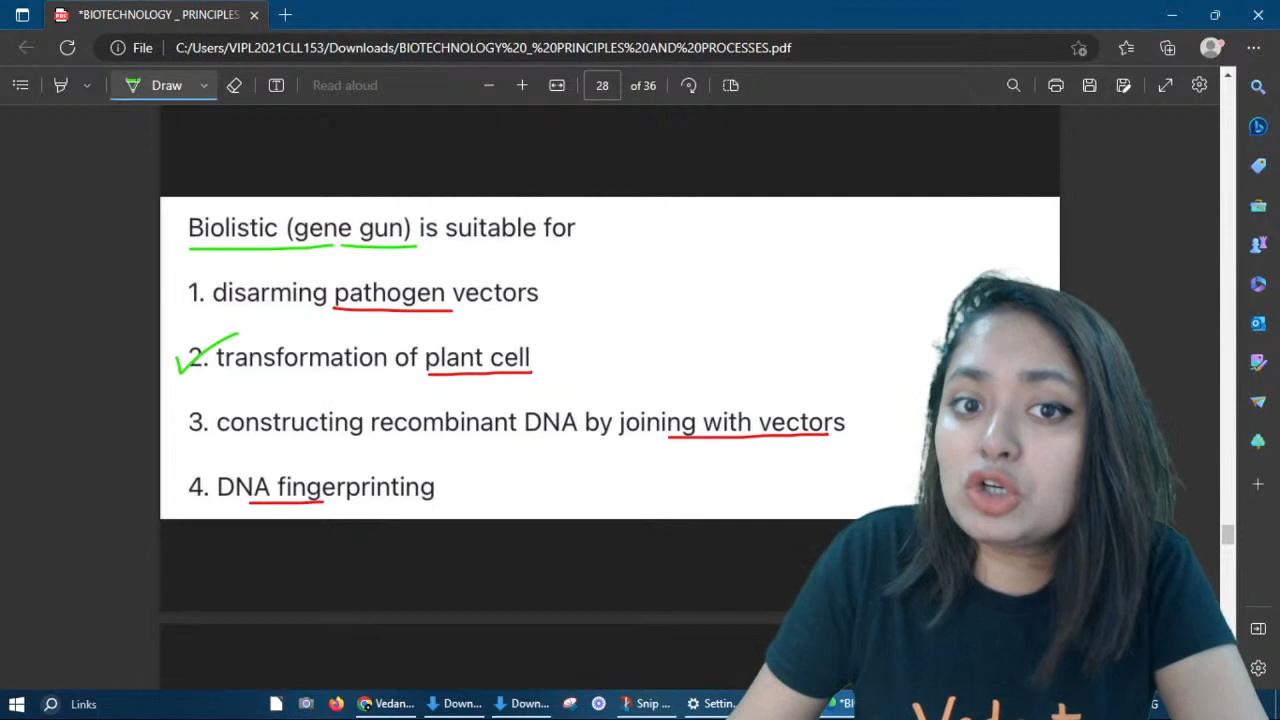 *BIOTECHNOLOGY _ PRINCIPLES
File
C:/Users/VIPL2021CLL153/Downloads/BIOTECHNOLOGY%20_%20PRINCIPLES%20AND%20PROCESSES.pdf
Draw
Read aloud
28 of 36
Biolistic (gene gun) is suitable for
1. disarming pathogen vectors
2. transformation of plant cell
3. constructing recombinant DNA by joining with vectors
4. DNA fingerprinting
Links
Vedan...
Down...
Down...
Snip ...
Settin...